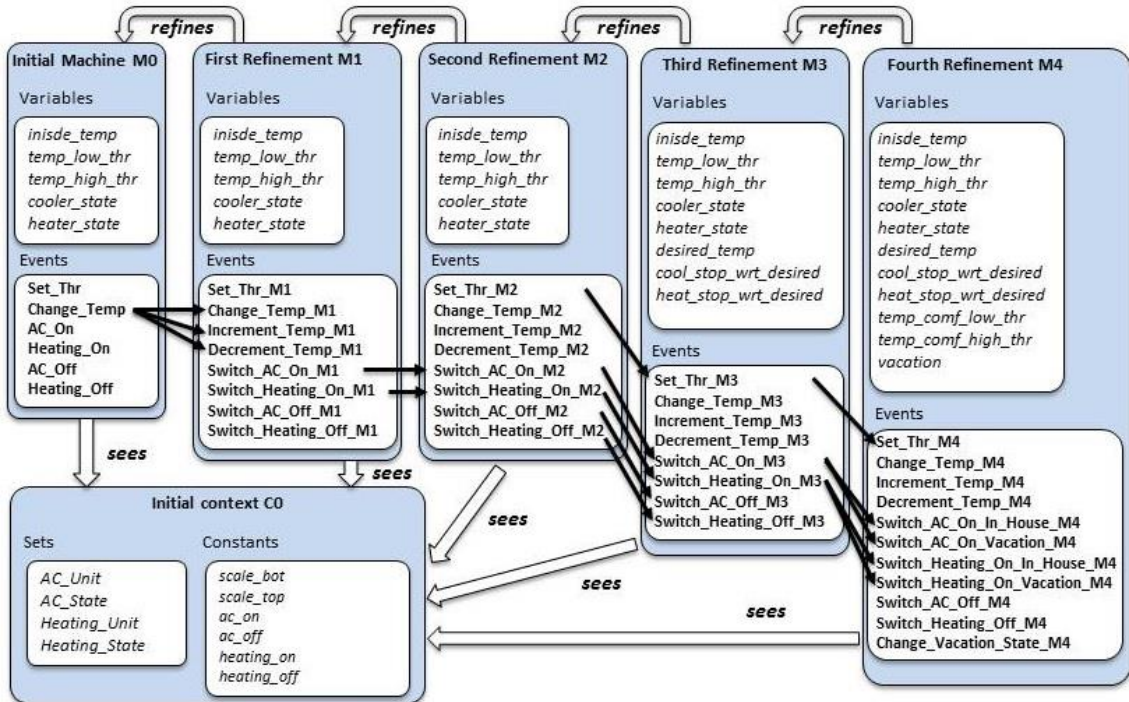 refines
refines
refines
refines
Initial Machine M0
Variables
inisde_temp
temp_low_thr
temp_high_thr
cooler_state
heater_state
Events
Set_Thr
Change_Temp
AC_On
Heating_On
AC_Off
Heating_Off
First Refinement M1
Variables
inisde_temp
temp_low_thr
temp_high_thr
cooler_state
heater_state
Events
Set_Thr_M1
Change_Temp_M1
Increment_Temp_M1
Decrement_Temp_M1
Switch_AC_On_M1
Switch_Heating_On_M1
Switch_AC_Off_M1
Switch_Heating_Off_M1
Second Refinement M2
Variables
inisde_temp
temp_low_thr
temp_high_thr
cooler_state
heater_state
Events
Set_Thr_M2
Change_Temp_M2
Increment_Temp_M2
Decrement_Temp_M2
Switch_AC_On_M2
Switch_Heating_On_M2
Switch_AC_Off_M2
Switch_Heating_Off_M2
Third Refinement M3
Variables
inisde_temp
temp_low_thr
temp_high_thr
cooler_state
heater_state
desired_temp
cool_stop_wrt_desired
heat_stop_wrt_desired
Events
Set_Thr_M3
Change_Temp_M3
Increment_Temp_M3
Decrement_Temp_M3
Switch_AC_On_M3
Switch_Heating_On_M3
Switch_AC_Off_M3
Switch_Heating_Off_M3
Fourth Refinement M4
Variables
inisde_temp
temp_low_thr
temp_high_thr
cooler_state
heater_state
desired_temp
cool_stop_wrt_desired
heat_stop_wrt_desired
temp_comf_low_thr
temp_comf_high_thr
vacation
Events
Set_Thr_M4
Change_Temp_M4
Increment_Temp_M4
Decrement_Temp_M4
Switch_AC_On_In_House_M4
Switch_AC_On_Vacation_M4
Switch_Heating_On_In_House_M4
Switch_Heating_On_Vacation_M4
Switch_AC_Off_M4
Switch_Heating_Off_M4
Change_Vacation_State_M4
sees
sees
sees
sees
sees
Initial context C0
Sets
AC_Unit
AC_State
Heating_Unit
Heating_State
Constants
scale_bot
scale_top
ac_on
ac_off
heating_on
heating_off